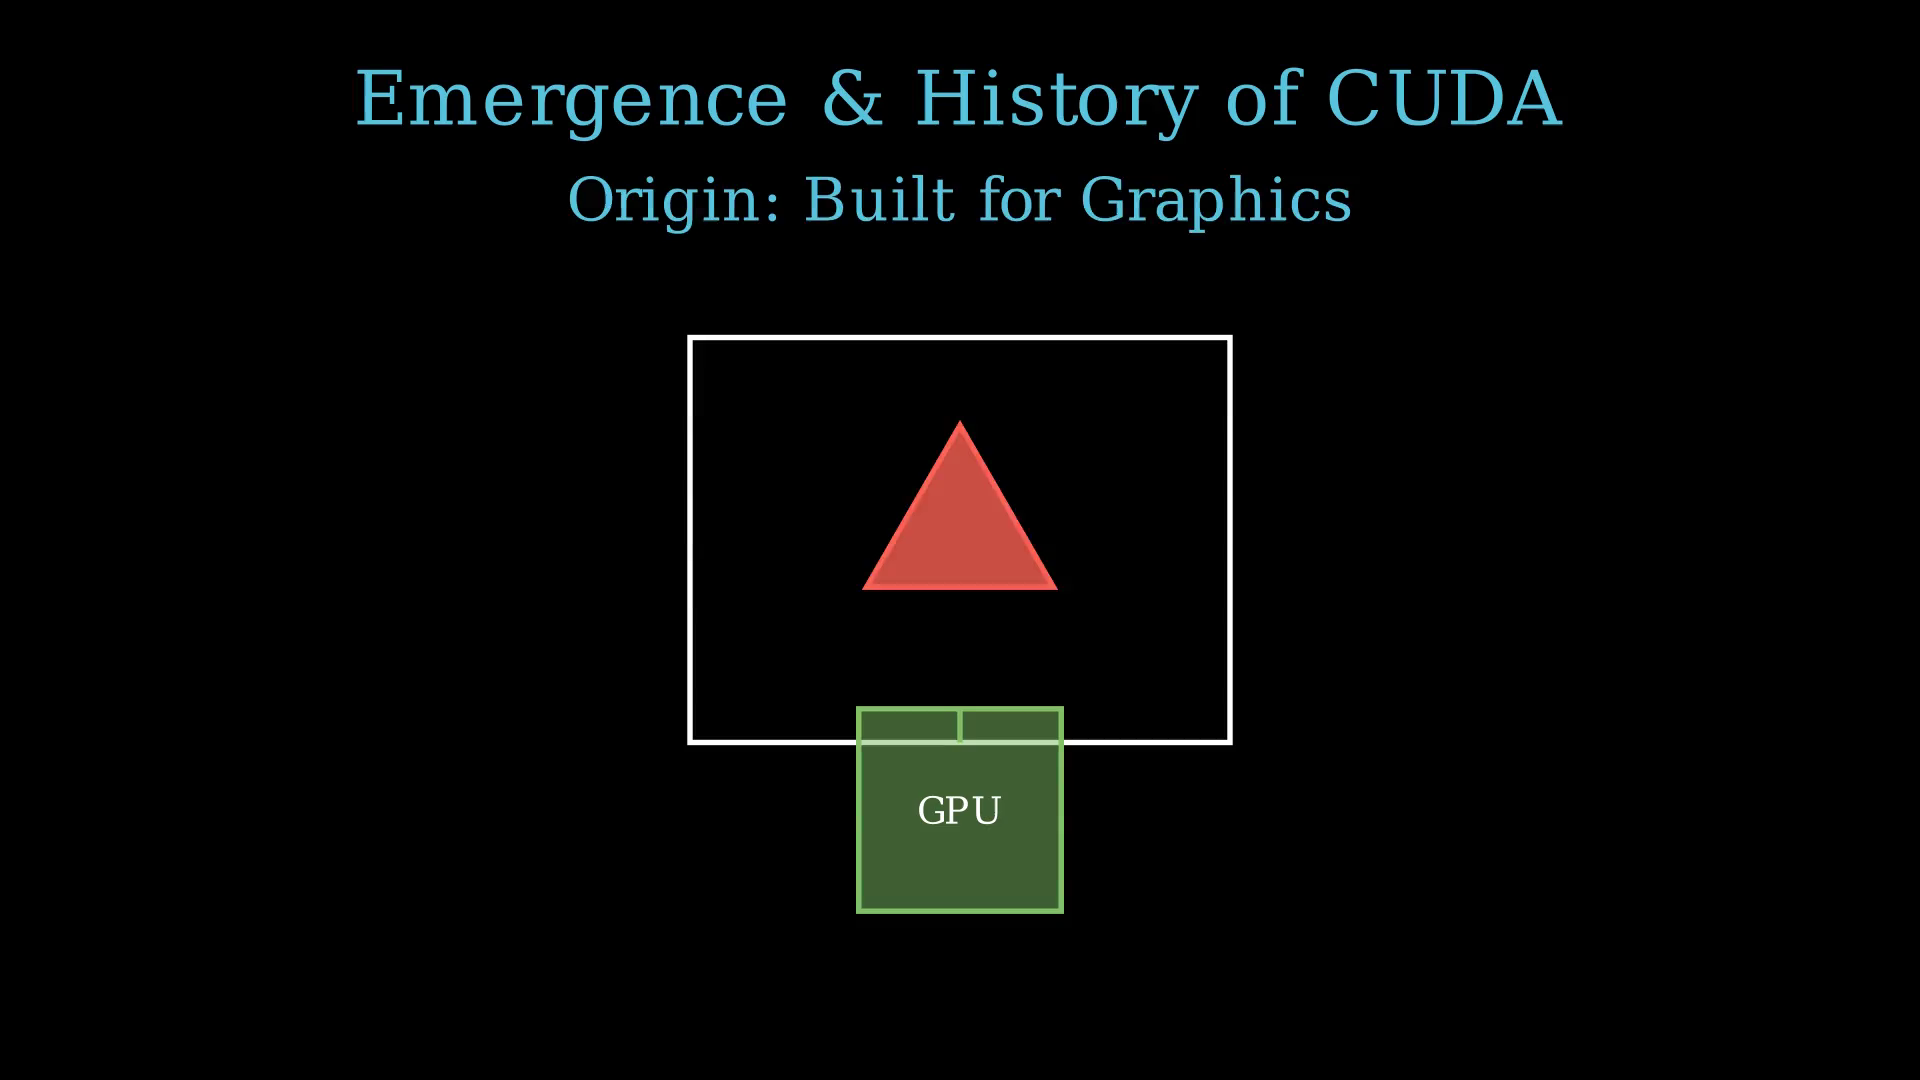 Emergence & History of CUDA
Origin: Built for Graphics
GPU